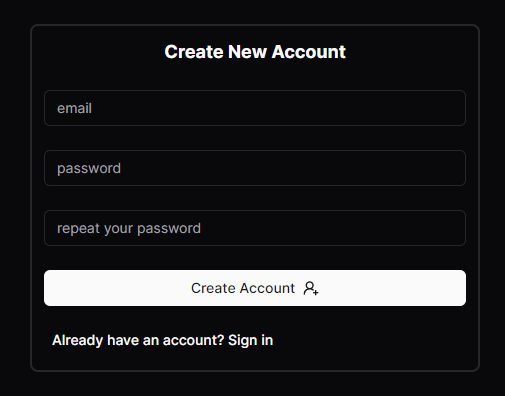 Create New Account
email
password
repeat your password
Create Account
Already have an account? Sign in